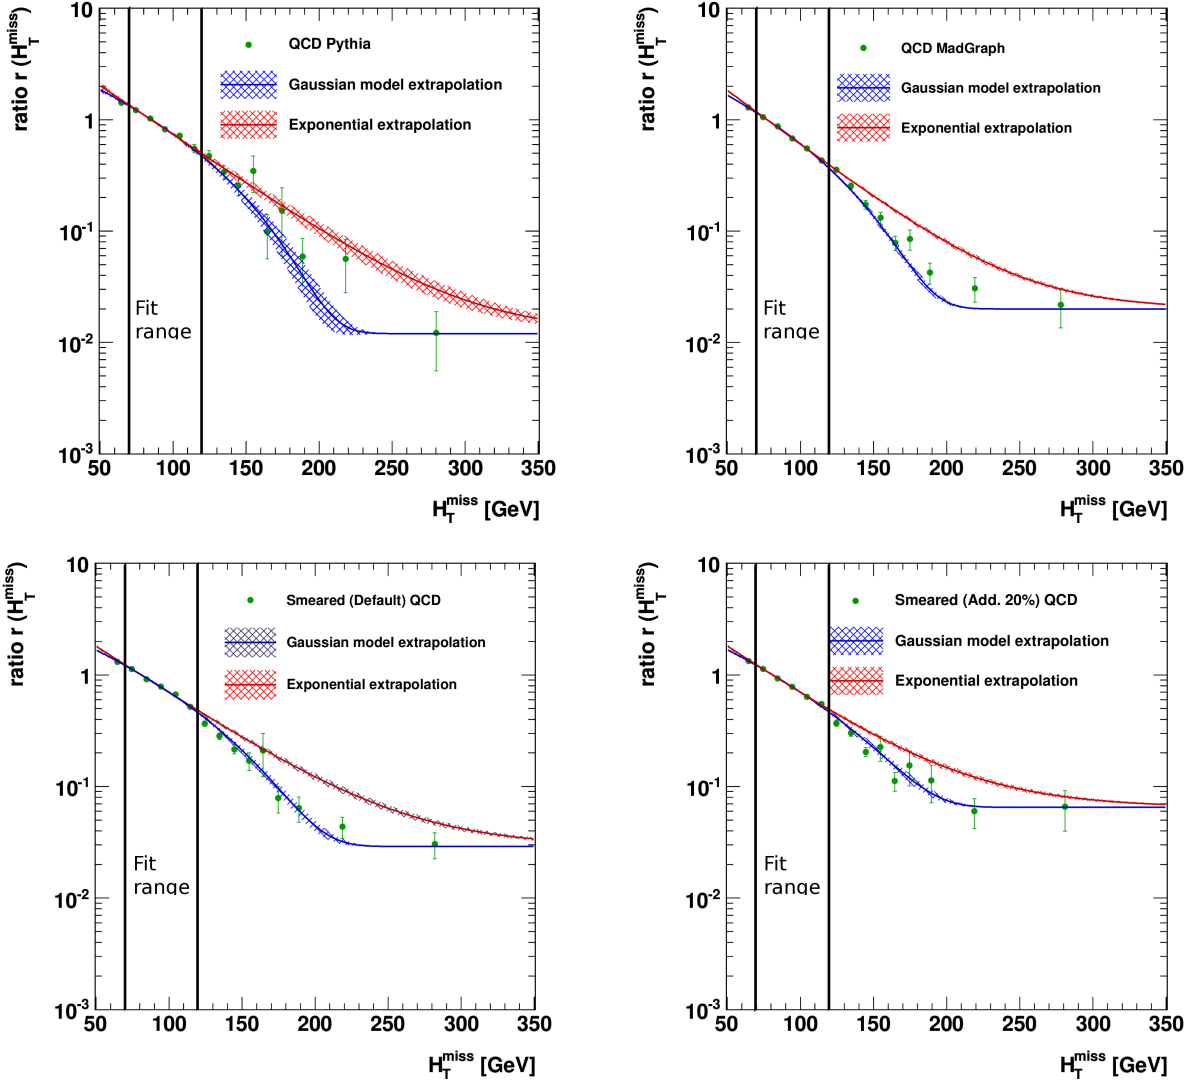 ratio r (H_T^miss)
10
1
10^-1
10^-2
10^-3
QCD Pythia
Gaussian model extrapolation
Exponential extrapolation
Fit
range
50 100 150 200 250 300 350
H_T^miss [GeV]
ratio r (H_T^miss)
10
1
10^-1
10^-2
10^-3
QCD MadGraph
Gaussian model extrapolation
Exponential extrapolation
Fit
range
50 100 150 200 250 300 350
H_T^miss [GeV]
ratio r (H_T^miss)
10
1
10^-1
10^-2
10^-3
Smeared (Default) QCD
Gaussian model extrapolation
Exponential extrapolation
Fit
range
50 100 150 200 250 300 350
H_T^miss [GeV]
ratio r (H_T^miss)
10
1
10^-1
10^-2
10^-3
Smeared (Add. 20%) QCD
Gaussian model extrapolation
Exponential extrapolation
Fit
range
50 100 150 200 250 300 350
H_T^miss [GeV]